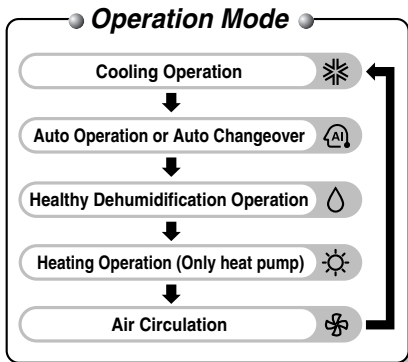 Operation Mode
Cooling Operation
Auto Operation or Auto Changeover
AI
Healthy Dehumidification Operation
Heating Operation (Only heat pump)
Air Circulation